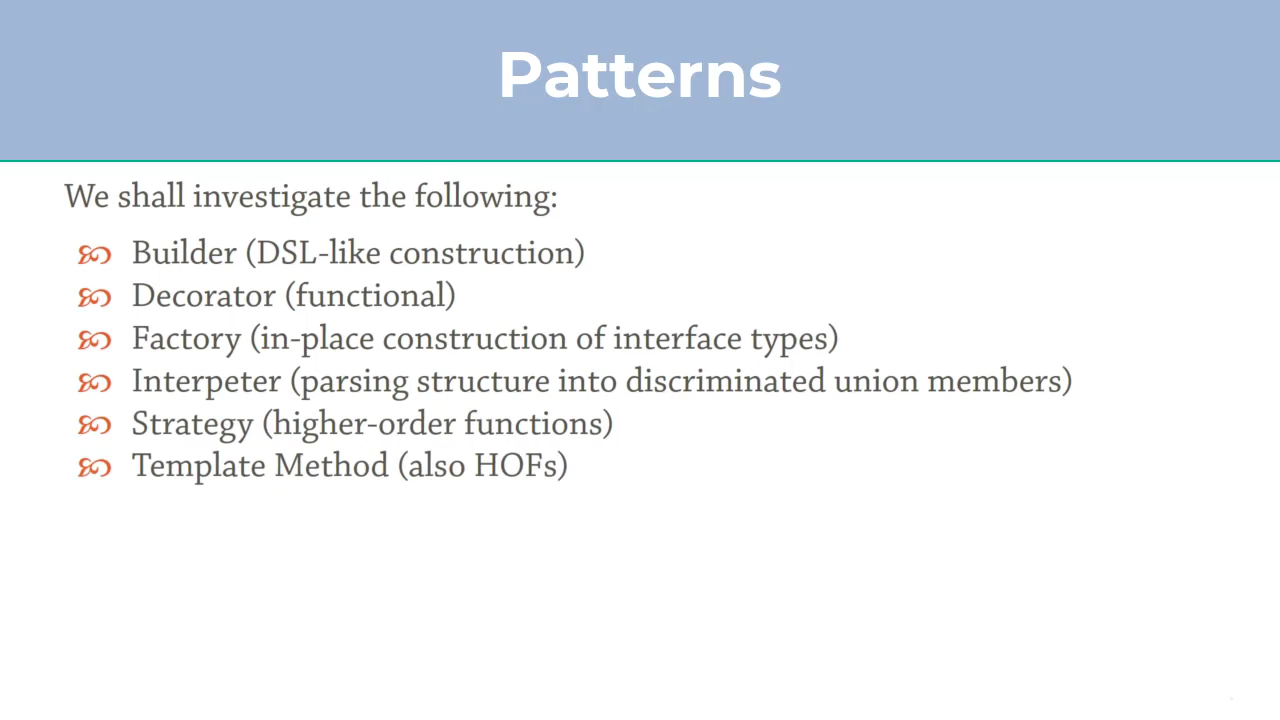 Patterns
We shall investigate the following:
Builder (DSL-like construction)
Decorator (functional)
Factory (in-place construction of interface types)
Interpeter (parsing structure into discriminated union members)
Strategy (higher-order functions)
Template Method (also HOFs)